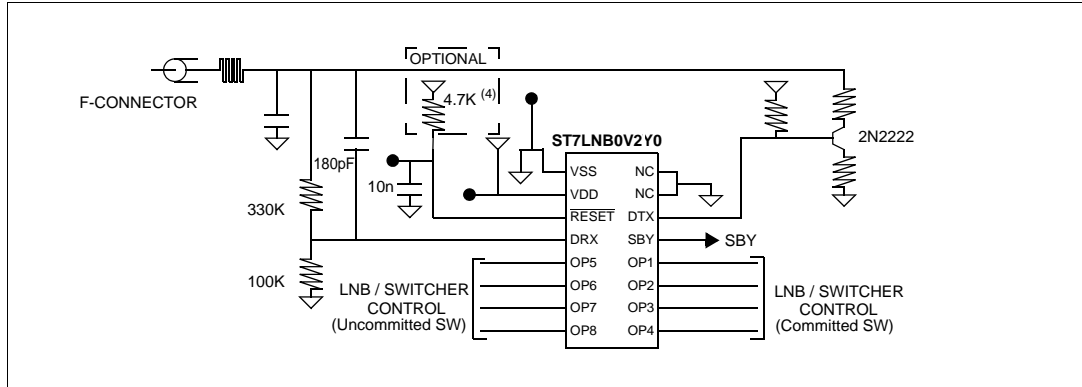 OPTIONAL
F-CONNECTOR
4.7K (4)
ST7LNB0V2Y0
2N2222
180pF
10n
VSS
NC
VDD
NC
RESET
DTX
330K
DRX
SBY
SBY
100K
OP5
OP1
OP6
OP2
OP7
OP3
OP8
OP4
LNB / SWITCHER
CONTROL
(Uncommitted SW)
LNB / SWITCHER
CONTROL
(Committed SW)